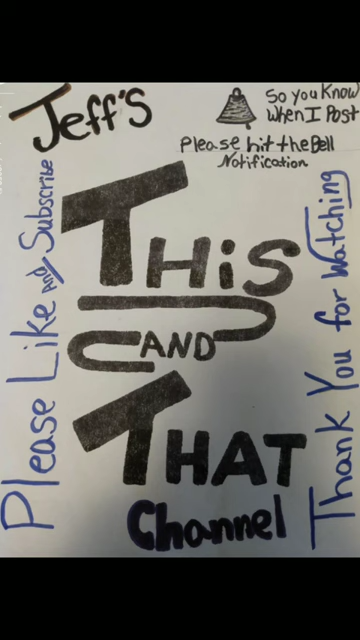 Jeff's
So you Know
When I Post
Please hit the Bell
Notification
Please Like and Subscribe
THiS
AND
THAT
Channel
Thank You for Watching